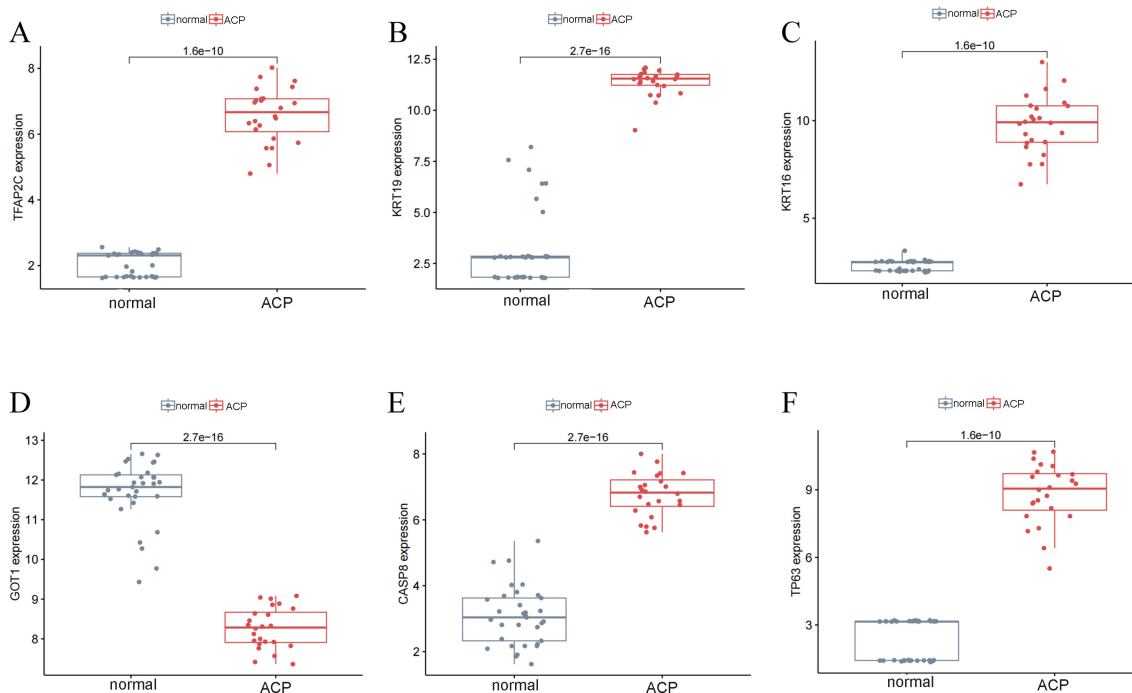 A
normal ACP
1.6e-10
TFAP2C expression
8
6
4
2
normal ACP
B
normal ACP
2.7e-16
KRT19 expression
12.5
10.0
7.5
5.0
2.5
normal ACP
C
normal ACP
1.6e-10
KRT16 expression
10
5
normal ACP
D
normal ACP
2.7e-16
GOT1 expression
13
12
11
10
9
8
normal ACP
E
normal ACP
2.7e-16
CASP8 expression
8
6
4
2
normal ACP
F
normal ACP
1.6e-10
TP63 expression
9
6
3
normal ACP